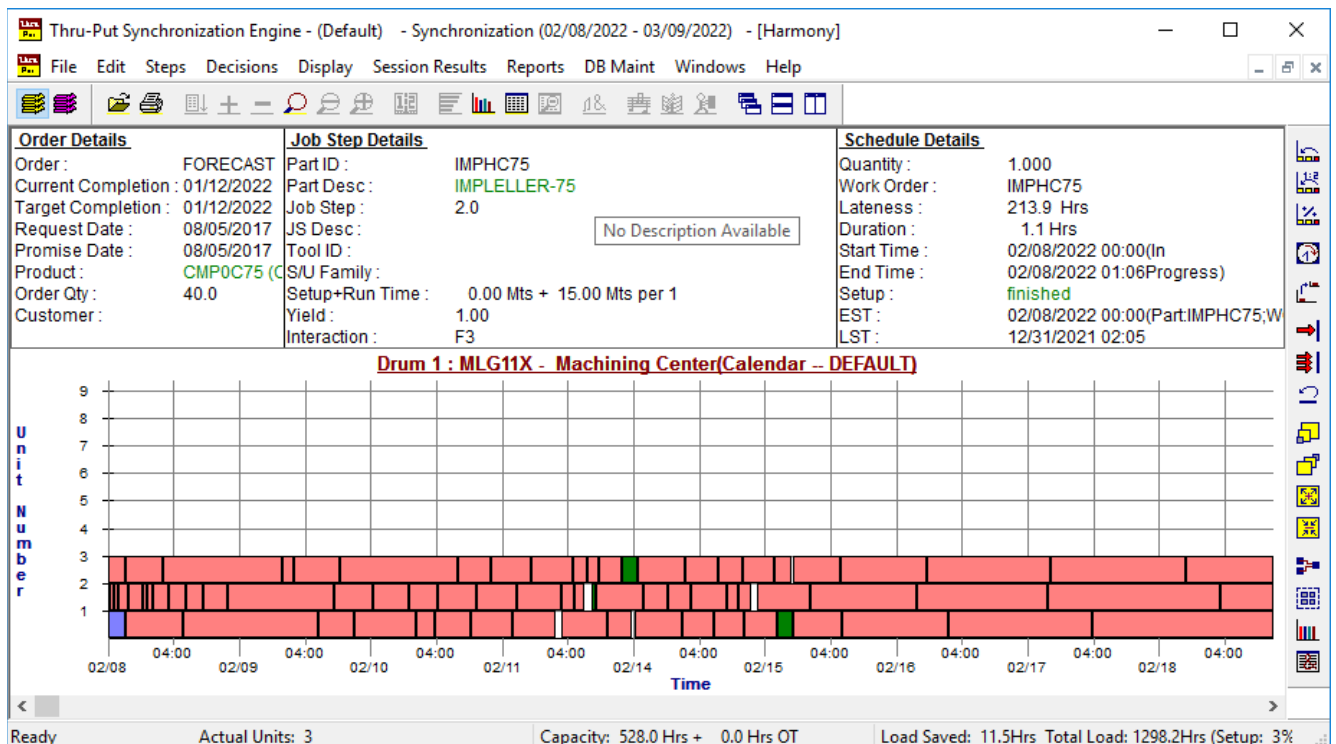 Thru-Put Synchronization Engine - (Default) - Synchronization (02/08/2022 - 03/09/2022) - [Harmony]
File Edit Steps Decisions Display Session Results Reports DB Maint Windows Help
Order Details
Order : FORECAST
Current Completion : 01/12/2022
Target Completion : 01/12/2022
Request Date : 08/05/2017
Promise Date : 08/05/2017
Product : CMP0C75 (C
Order Qty : 40.0
Customer :
Job Step Details
Part ID : IMPHC75
Part Desc : IMPLELLER-75
Job Step : 2.0
JS Desc :
Tool ID :
S/U Family :
Setup+Run Time : 0.00 Mts + 15.00 Mts per 1
Yield : 1.00
Interaction : F3
No Description Available
Schedule Details
Quantity : 1.000
Work Order : IMPHC75
Lateness : 213.9 Hrs
Duration : 1.1 Hrs
Start Time : 02/08/2022 00:00(In
End Time : 02/08/2022 01:06Progress)
Setup : finished
EST : 02/08/2022 00:00(Part:IMPHC75;W
LST : 12/31/2021 02:05
Drum 1 : MLG11X - Machining Center(Calendar -- DEFAULT)
Unit Number
9
8
7
6
5
4
3
2
1
04:00 04:00 04:00 04:00 04:00 04:00 04:00 04:00 04:00
02/08 02/09 02/10 02/11 02/14 02/15 02/16 02/17 02/18
Time
Ready Actual Units: 3 Capacity: 528.0 Hrs + 0.0 Hrs OT Load Saved: 11.5Hrs Total Load: 1298.2Hrs (Setup: 3%